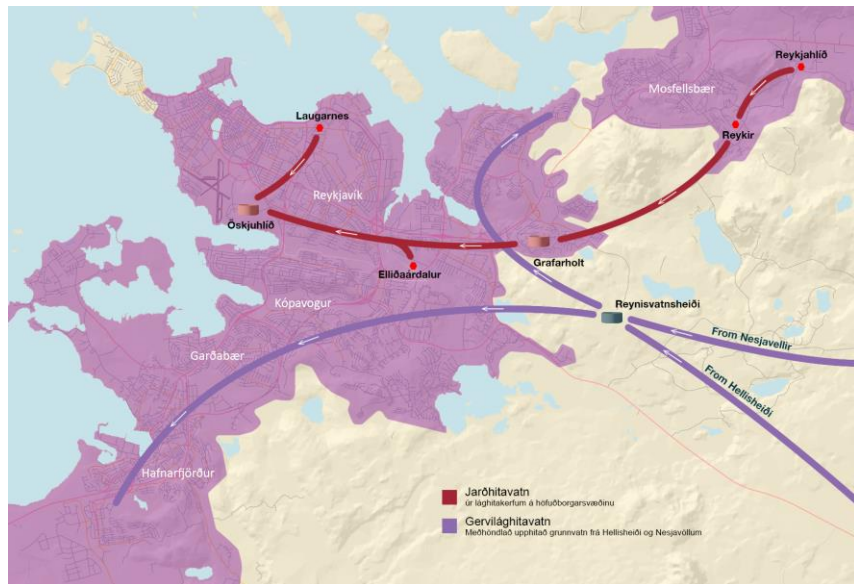 Reykjahlíð
Mosfellsbær
Laugarnes
Reykir
Reykjavík
Öskjuhlíð
Grafarholt
Elliðaárdalur
Kópavogur
Reynisvatnsheiði
From Nesjavellir
Garðabær
From Hellisheiði
Hafnarfjörður
Jarðhitavatn
úr lághitakerfum á höfuðborgarsvæðinu
Gervilághitavatn
Meðhöndlað upphitað grunnvatn frá Hellisheiði og Nesjavöllum